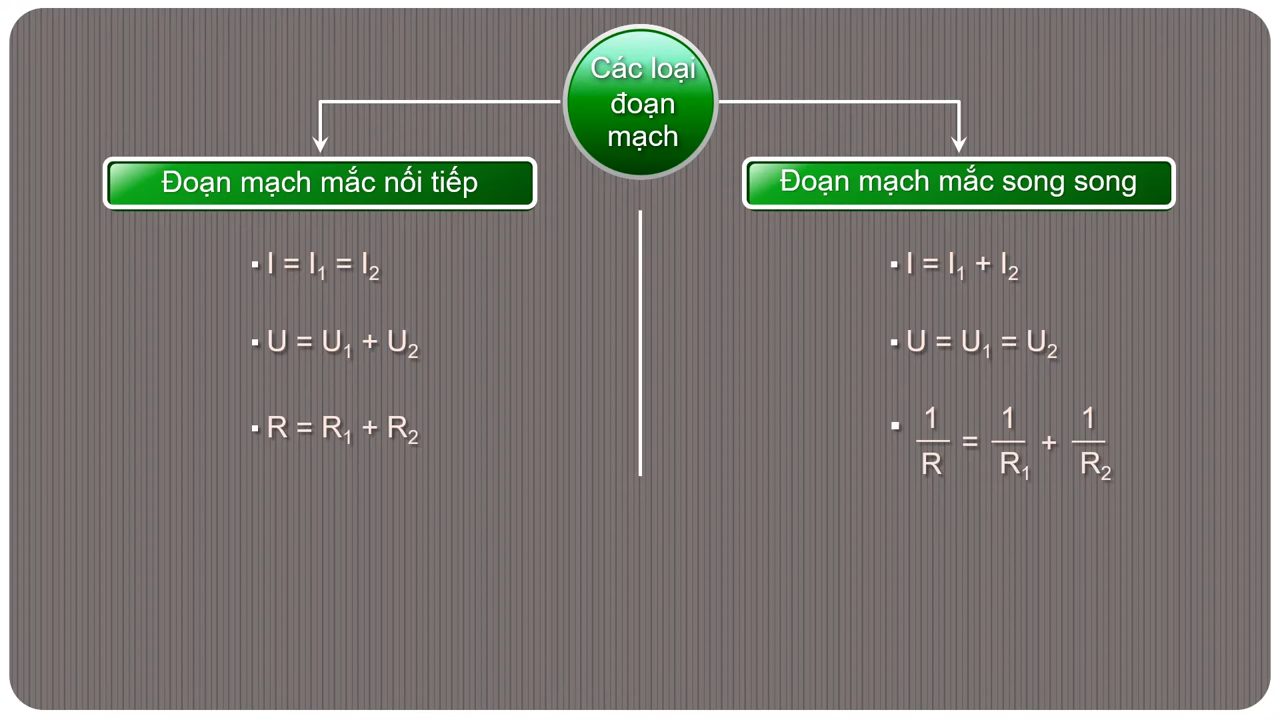 Các loại
đoạn
mạch
Đoạn mạch mắc nối tiếp
▪ I = I₁ = I₂
▪ U = U₁ + U₂
▪ R = R₁ + R₂
Đoạn mạch mắc song song
▪ I = I₁ + I₂
▪ U = U₁ = U₂
▪ 1/R = 1/R₁ + 1/R₂